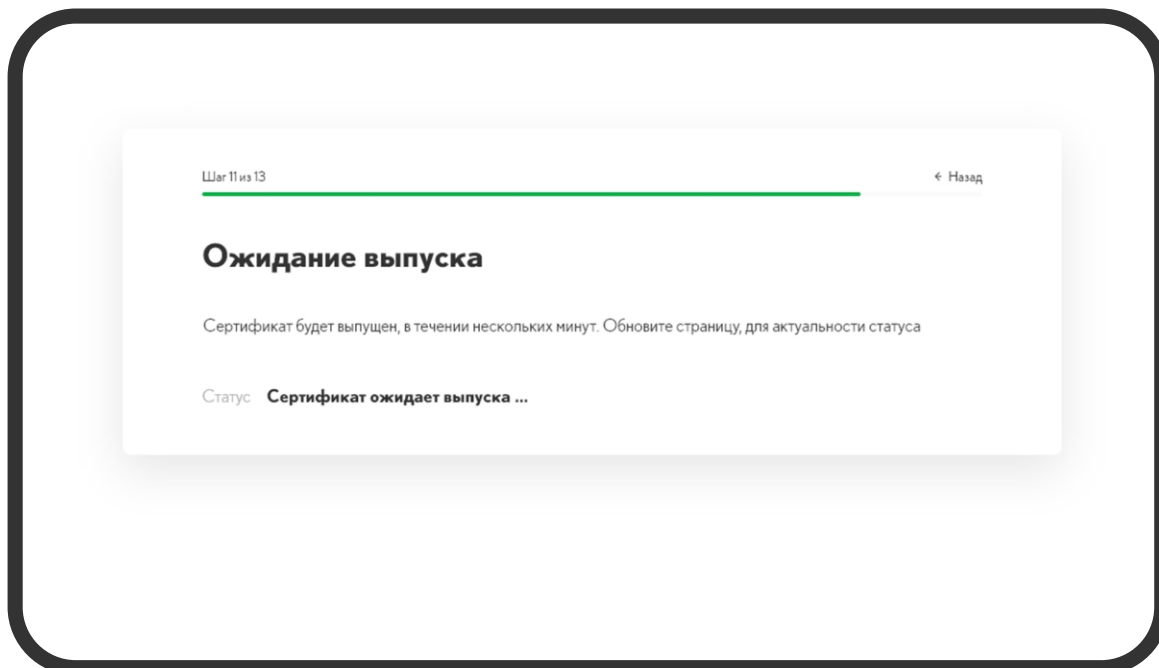 Шаг 11 из 13
← Назад
Ожидание выпуска
Сертификат будет выпущен, в течении нескольких минут. Обновите страницу, для актуальности статуса
Статус Сертификат ожидает выпуска ...